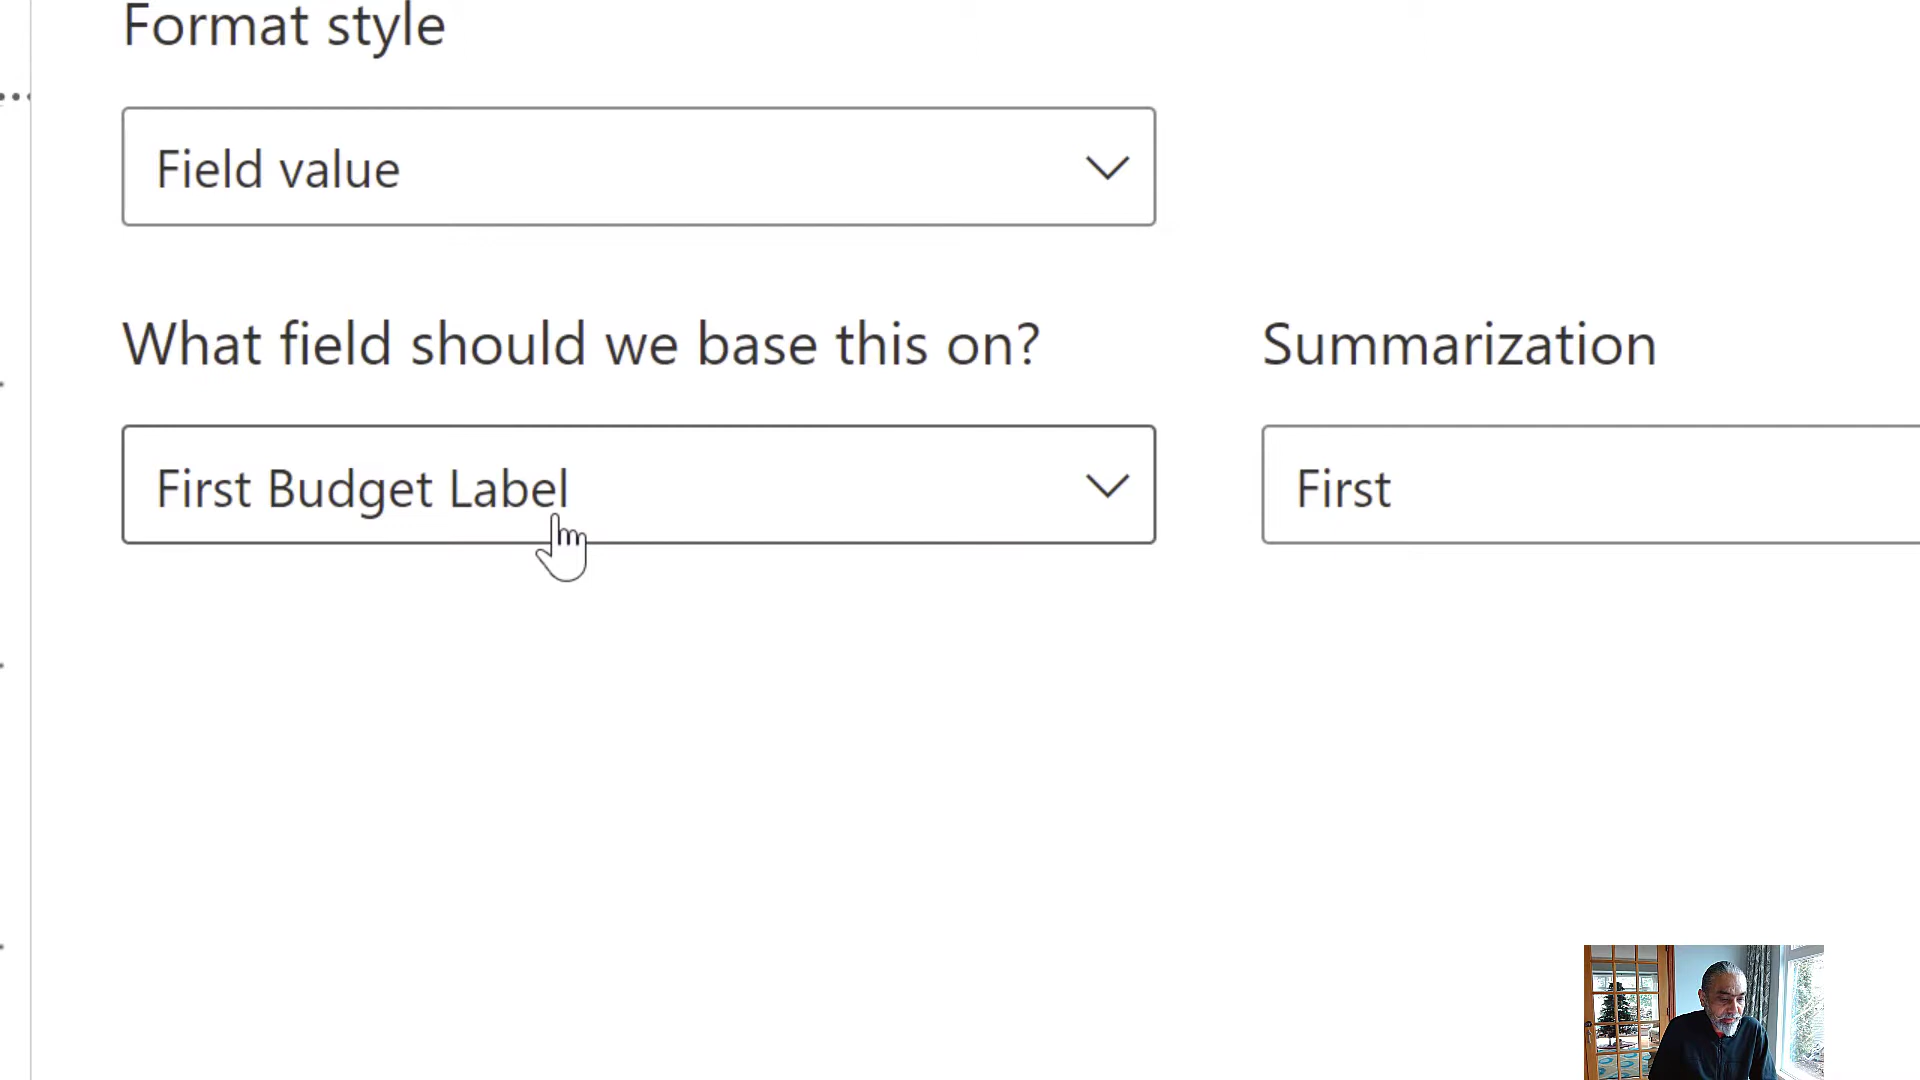 Format style
Field value
What field should we base this on?
Summarization
First Budget Label
First